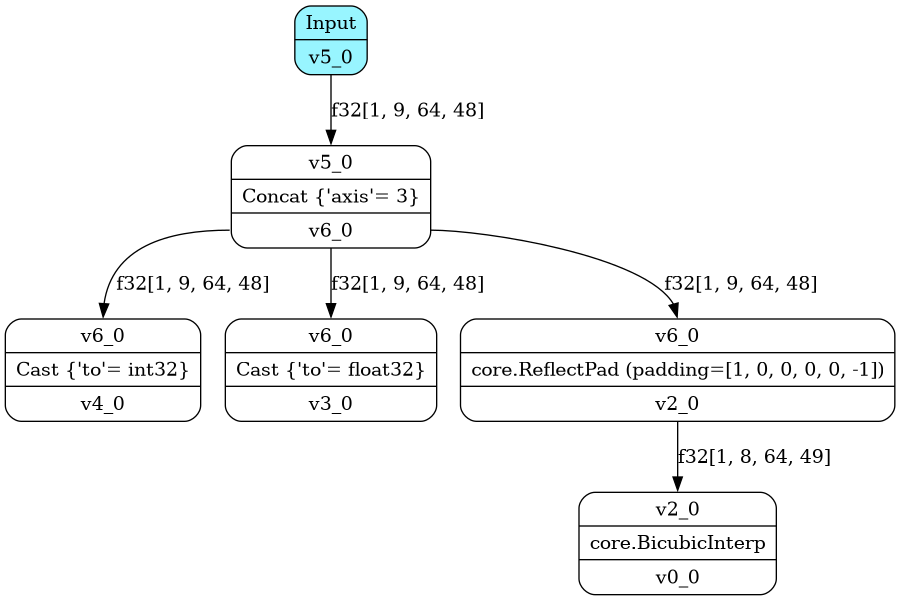 Input
v5_0
f32[1, 9, 64, 48]
v5_0
Concat {'axis'= 3}
v6_0
f32[1, 9, 64, 48]
f32[1, 9, 64, 48]
f32[1, 9, 64, 48]
v6_0
Cast {'to'= int32}
v4_0
v6_0
Cast {'to'= float32}
v3_0
v6_0
core.ReflectPad (padding=[1, 0, 0, 0, 0, -1])
v2_0
f32[1, 8, 64, 49]
v2_0
core.BicubicInterp
v0_0